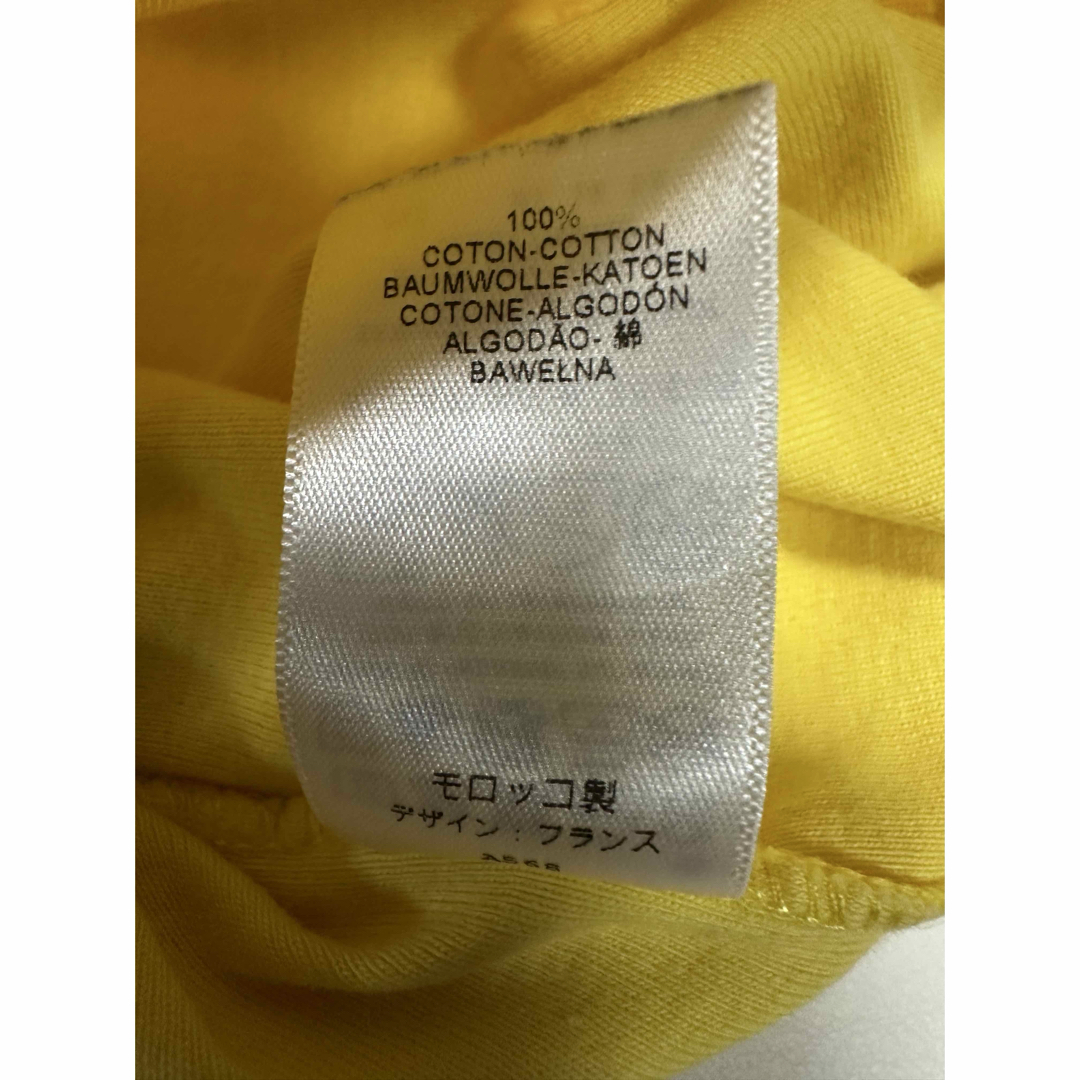 100%
COTON-COTTON
BAUMWOLLE-KATOEN
COTONE-ALGODÓN
ALGODÃO- 綿
BAWEŁNA
モロッコ製
デザイン : フランス